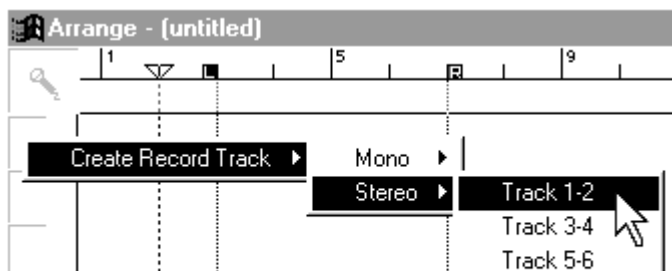 Arrange - (untitled)
1 5 9
L R
Create Record Track Mono
Stereo Track 1-2
Track 3-4
Track 5-6